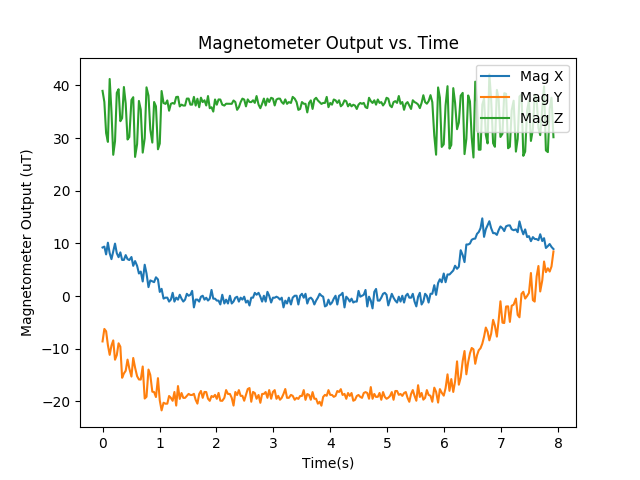 Magnetometer Output vs. Time
Mag X
Mag Y
Mag Z
Magnetometer Output (uT)
40
30
20
10
0
−10
−20
0 1 2 3 4 5 6 7 8
Time(s)